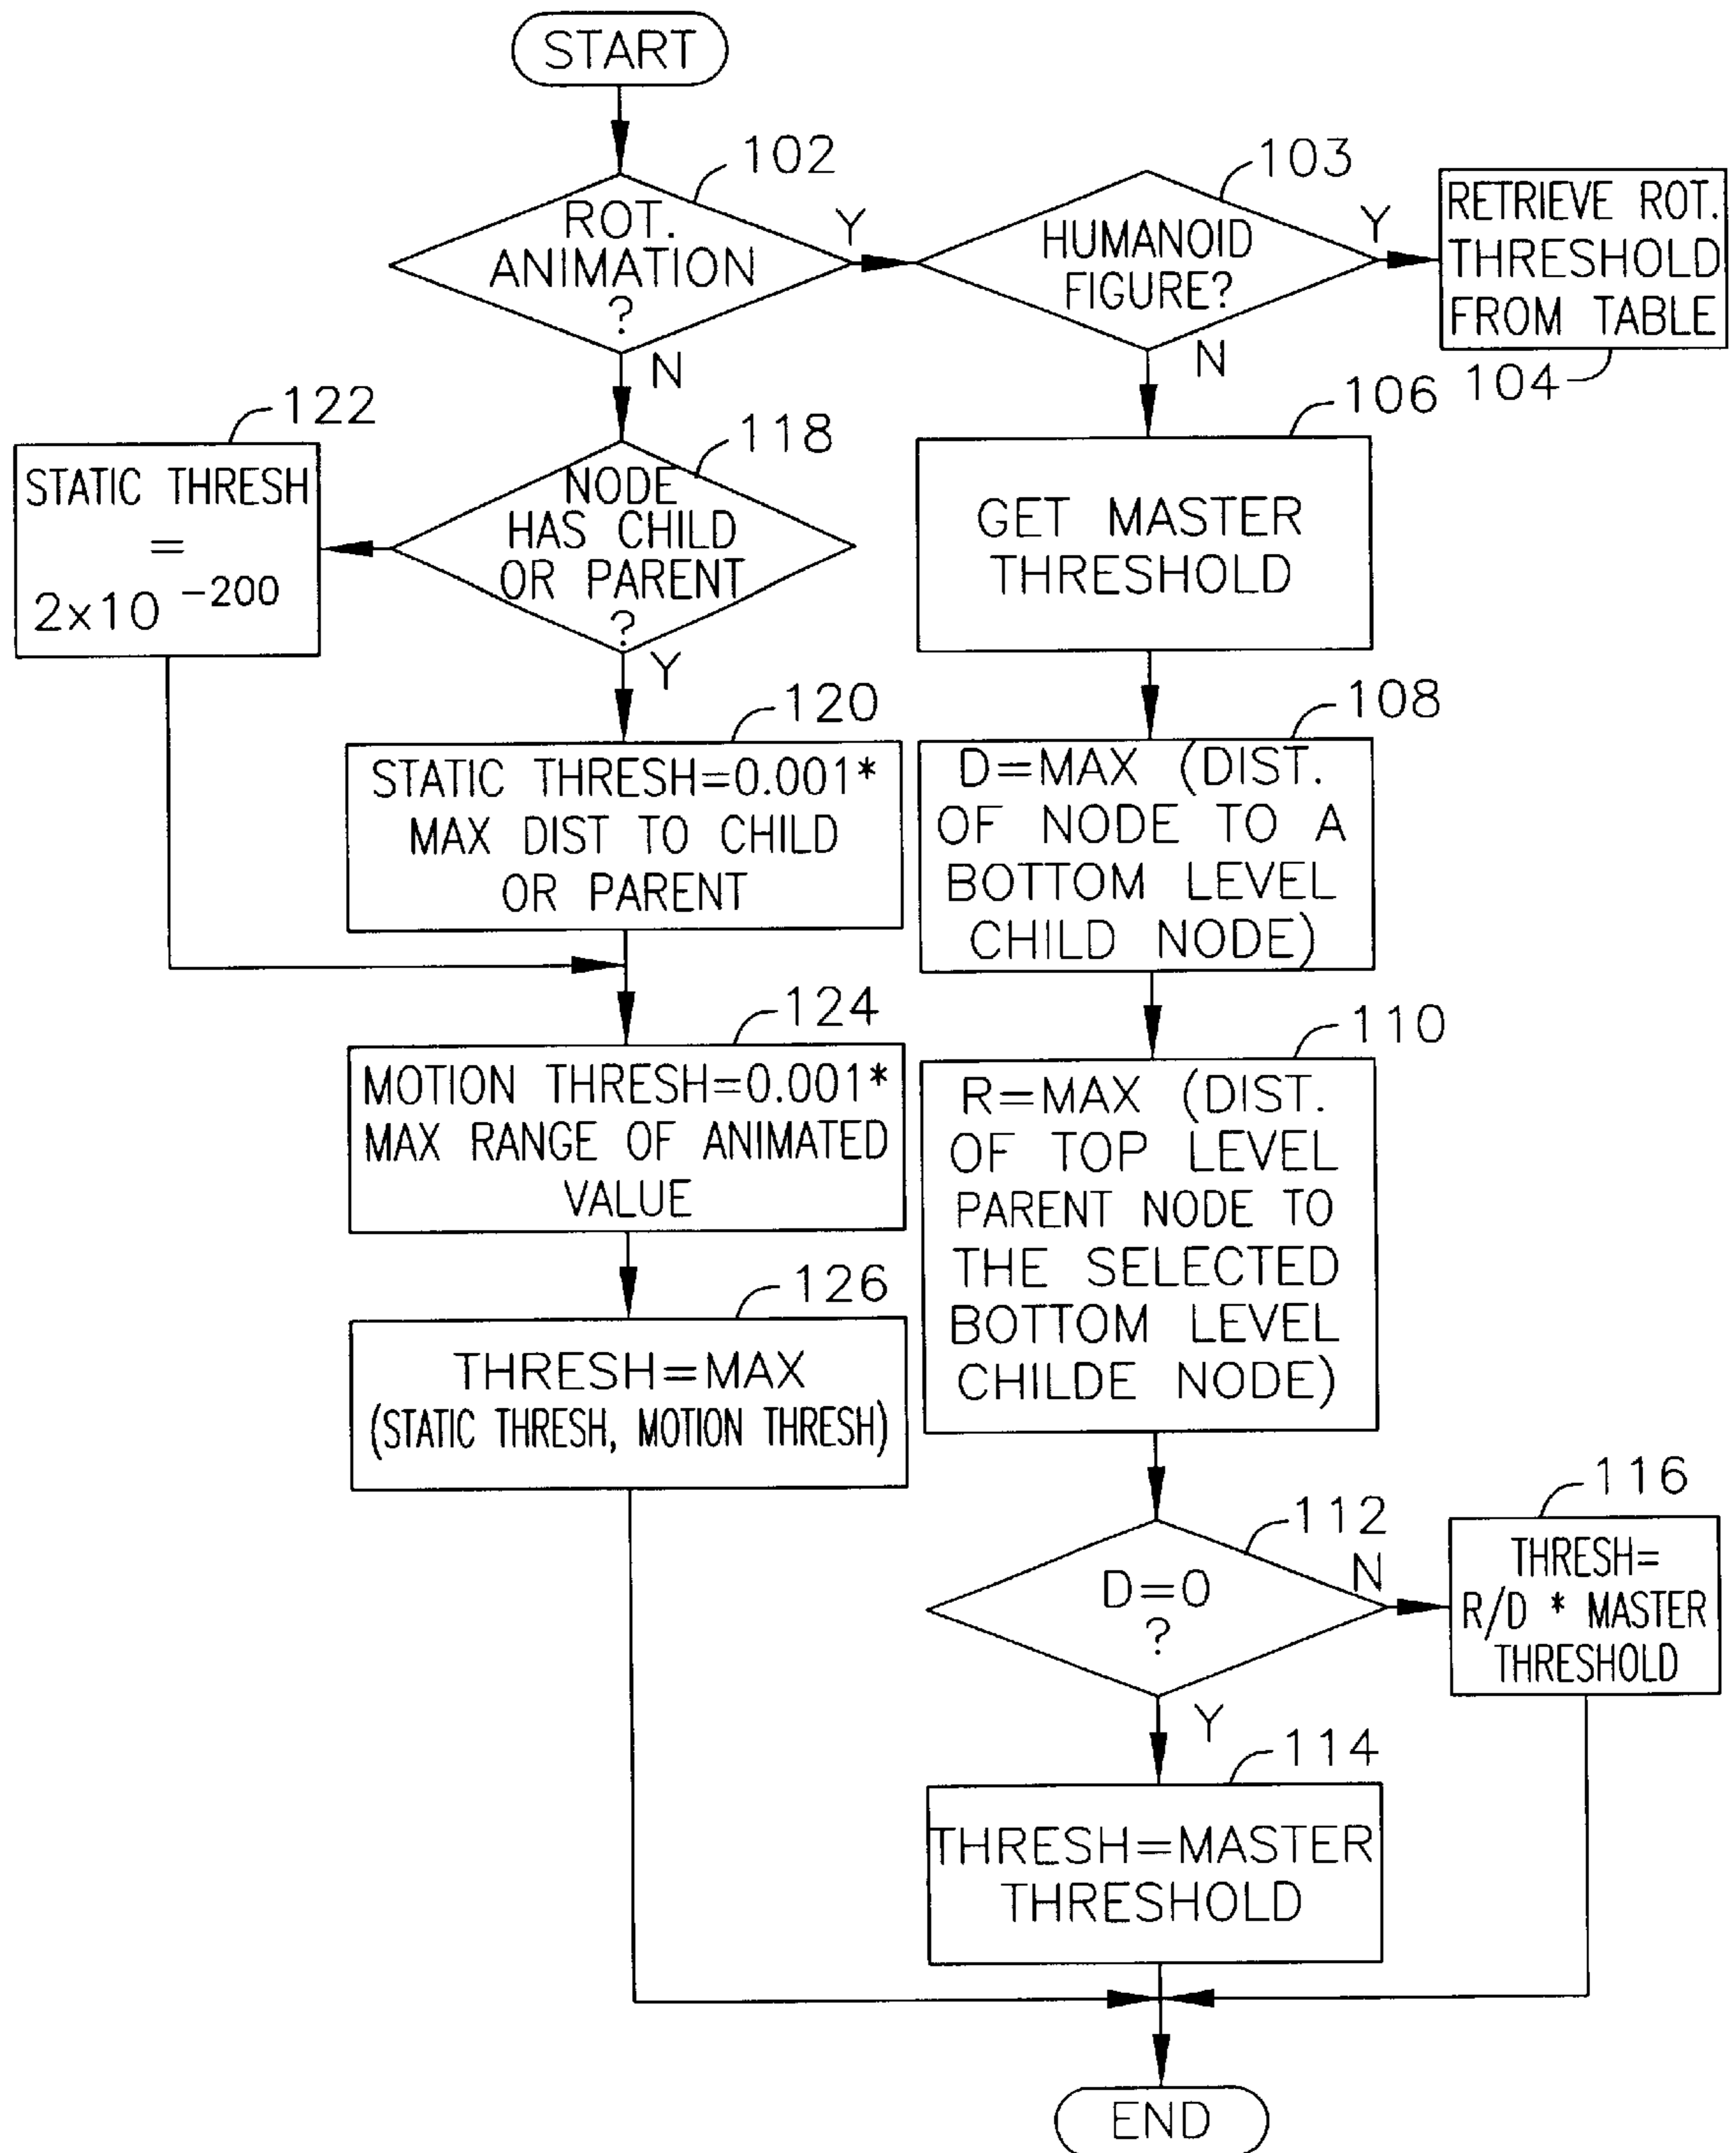 START
102
ROT.
ANIMATION
?
Y
N
103
HUMANOID
FIGURE?
Y
N
RETRIEVE ROT.
THRESHOLD
FROM TABLE
104
122
STATIC THRESH
=
2x10 -200
118
NODE
HAS CHILD
OR PARENT
?
Y
106
GET MASTER
THRESHOLD
120
STATIC THRESH=0.001*
MAX DIST TO CHILD
OR PARENT
108
D=MAX (DIST.
OF NODE TO A
BOTTOM LEVEL
CHILD NODE)
124
MOTION THRESH=0.001*
MAX RANGE OF ANIMATED
VALUE
110
R=MAX (DIST.
OF TOP LEVEL
PARENT NODE TO
THE SELECTED
BOTTOM LEVEL
CHILDE NODE)
126
THRESH=MAX
(STATIC THRESH, MOTION THRESH)
112
D=0
?
N
Y
116
THRESH=
R/D * MASTER
THRESHOLD
114
THRESH=MASTER
THRESHOLD
END